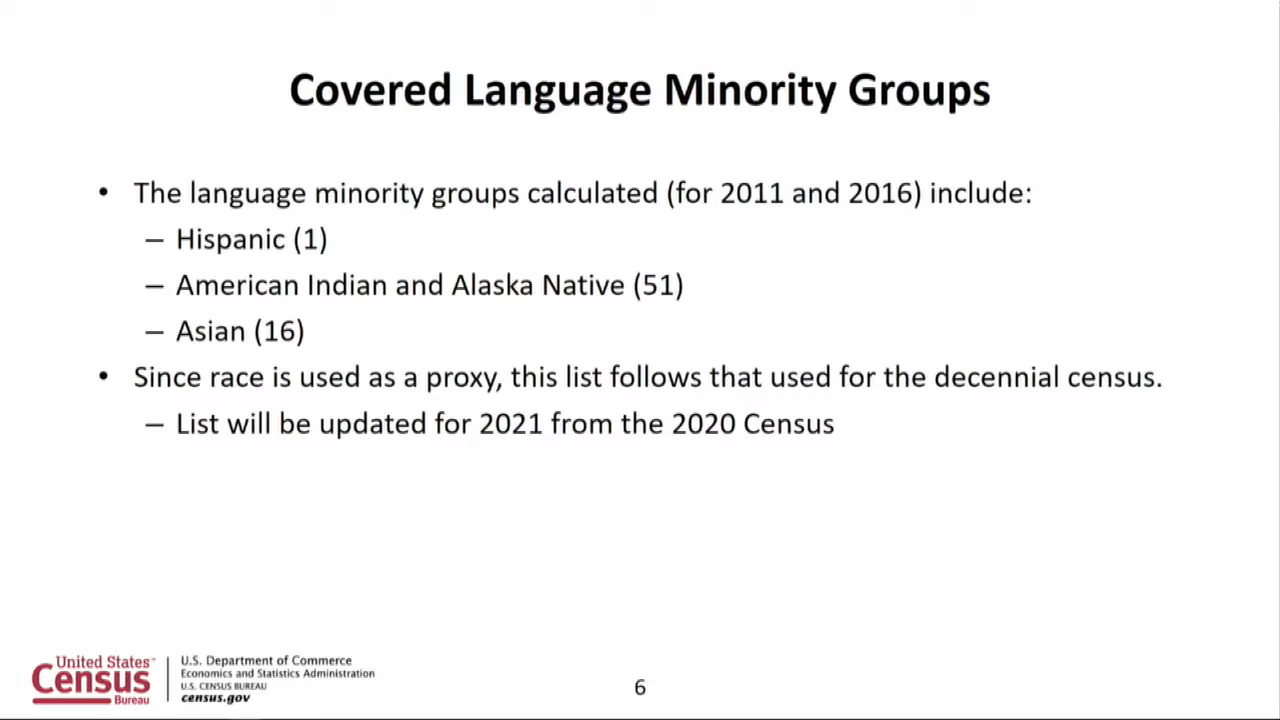 Covered Language Minority Groups
• The language minority groups calculated (for 2011 and 2016) include:
– Hispanic (1)
– American Indian and Alaska Native (51)
– Asian (16)
• Since race is used as a proxy, this list follows that used for the decennial census.
– List will be updated for 2021 from the 2020 Census
United States™
Census
Bureau
U.S. Department of Commerce
Economics and Statistics Administration
U.S. CENSUS BUREAU
census.gov
6